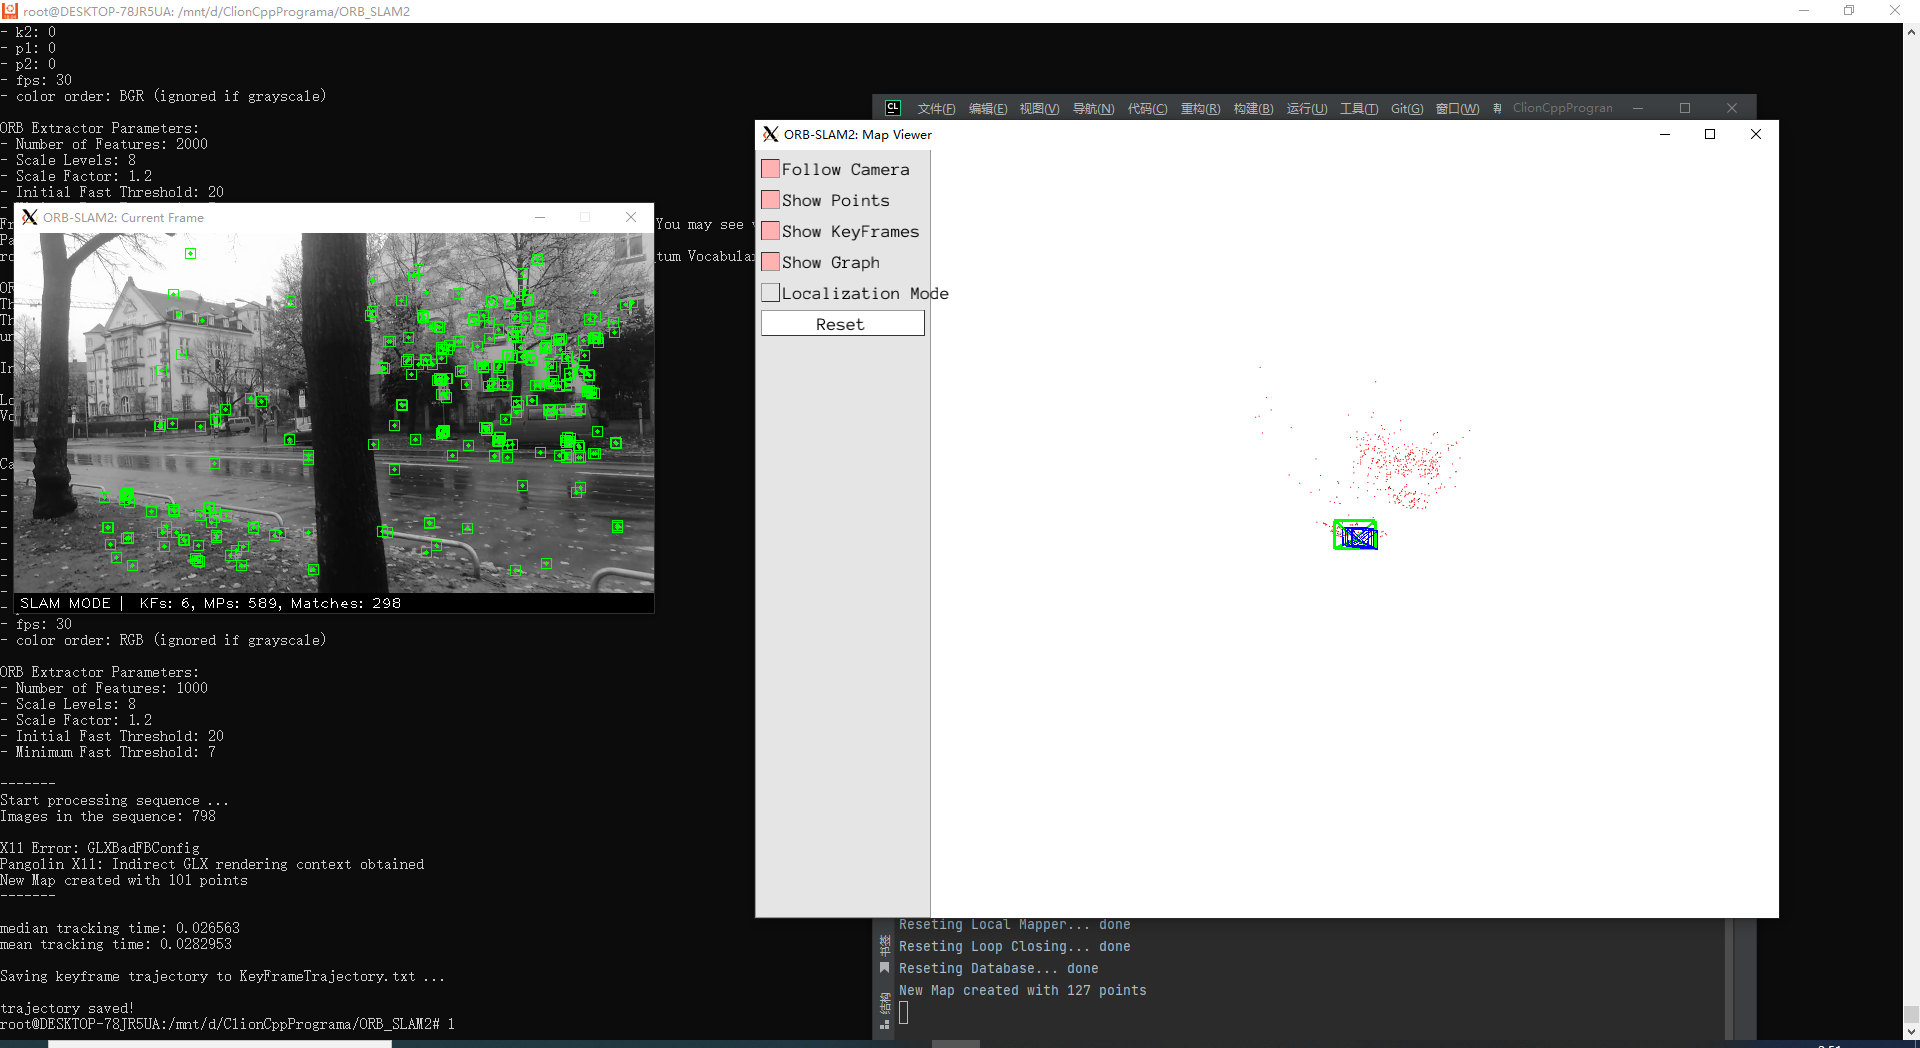 root@DESKTOP-78JR5UA: /mnt/d/ClionCppPrograma/ORB_SLAM2
- k2: 0
- p1: 0
- p2: 0
- fps: 30
- color order: BGR (ignored if grayscale)
ORB Extractor Parameters:
- Number of Features: 2000
- Scale Levels: 8
- Scale Factor: 1.2
- Initial Fast Threshold: 20
You may see
tum Vocabula
ORB-SLAM2: Current Frame
SLAM MODE | KFs: 6, MPs: 589, Matches: 298
- fps: 30
- color order: RGB (ignored if grayscale)
ORB Extractor Parameters:
- Number of Features: 1000
- Scale Levels: 8
- Scale Factor: 1.2
- Initial Fast Threshold: 20
- Minimum Fast Threshold: 7
-------
Start processing sequence ...
Images in the sequence: 798
X11 Error: GLXBadFBConfig
Pangolin X11: Indirect GLX rendering context obtained
New Map created with 101 points
-------
median tracking time: 0.026563
mean tracking time: 0.0282953
Saving keyframe trajectory to KeyFrameTrajectory.txt ...
trajectory saved!
root@DESKTOP-78JR5UA:/mnt/d/ClionCppPrograma/ORB_SLAM2# 1
CL 文件(F) 编辑(E) 视图(V) 导航(N) 代码(C) 重构(R) 构建(B) 运行(U) 工具(T) Git(G) 窗口(W) ClionCppProgran
ORB-SLAM2: Map Viewer
Follow Camera
Show Points
Show KeyFrames
Show Graph
Localization Mode
Reset
Reseting Local Mapper... done
Reseting Loop Closing... done
Reseting Database... done
New Map created with 127 points
书签
结构